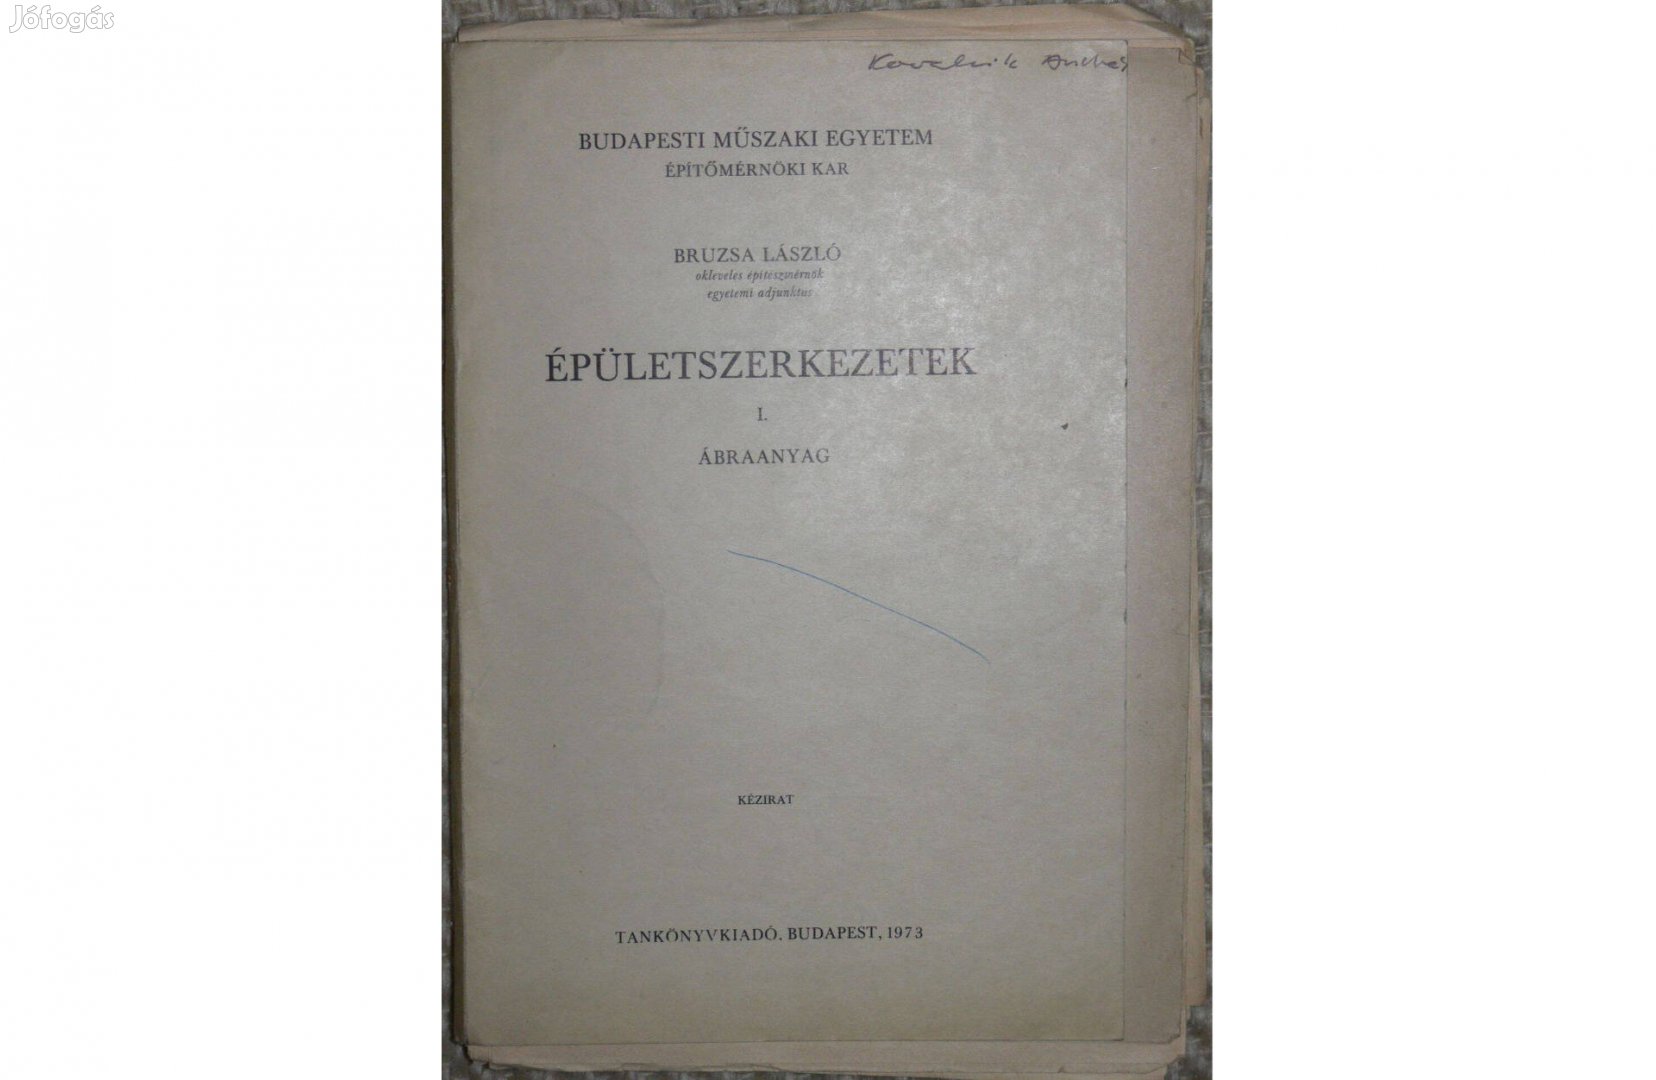 Jófogás
BUDAPESTI MŰSZAKI EGYETEM
ÉPÍTŐMÉRNÖKI KAR
BRUZSA LÁSZLÓ
okleveles építészmérnök
egyetemi adjunktus
ÉPÜLETSZERKEZETEK
I.
ÁBRAANYAG
KÉZIRAT
TANKÖNYVKIADÓ, BUDAPEST, 1973